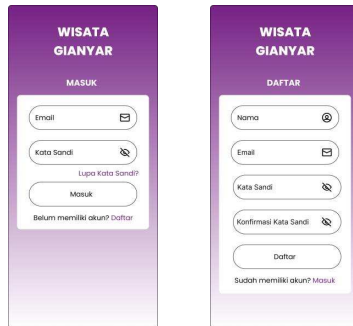 WISATA
GIANYAR
MASUK
Email
Kata Sandi
Lupa Kata Sandi?
Masuk
Belum memiliki akun? Daftar
WISATA
GIANYAR
DAFTAR
Nama
Email
Kata Sandi
Konfirmasi Kata Sandi
Daftar
Sudah memiliki akun? Masuk